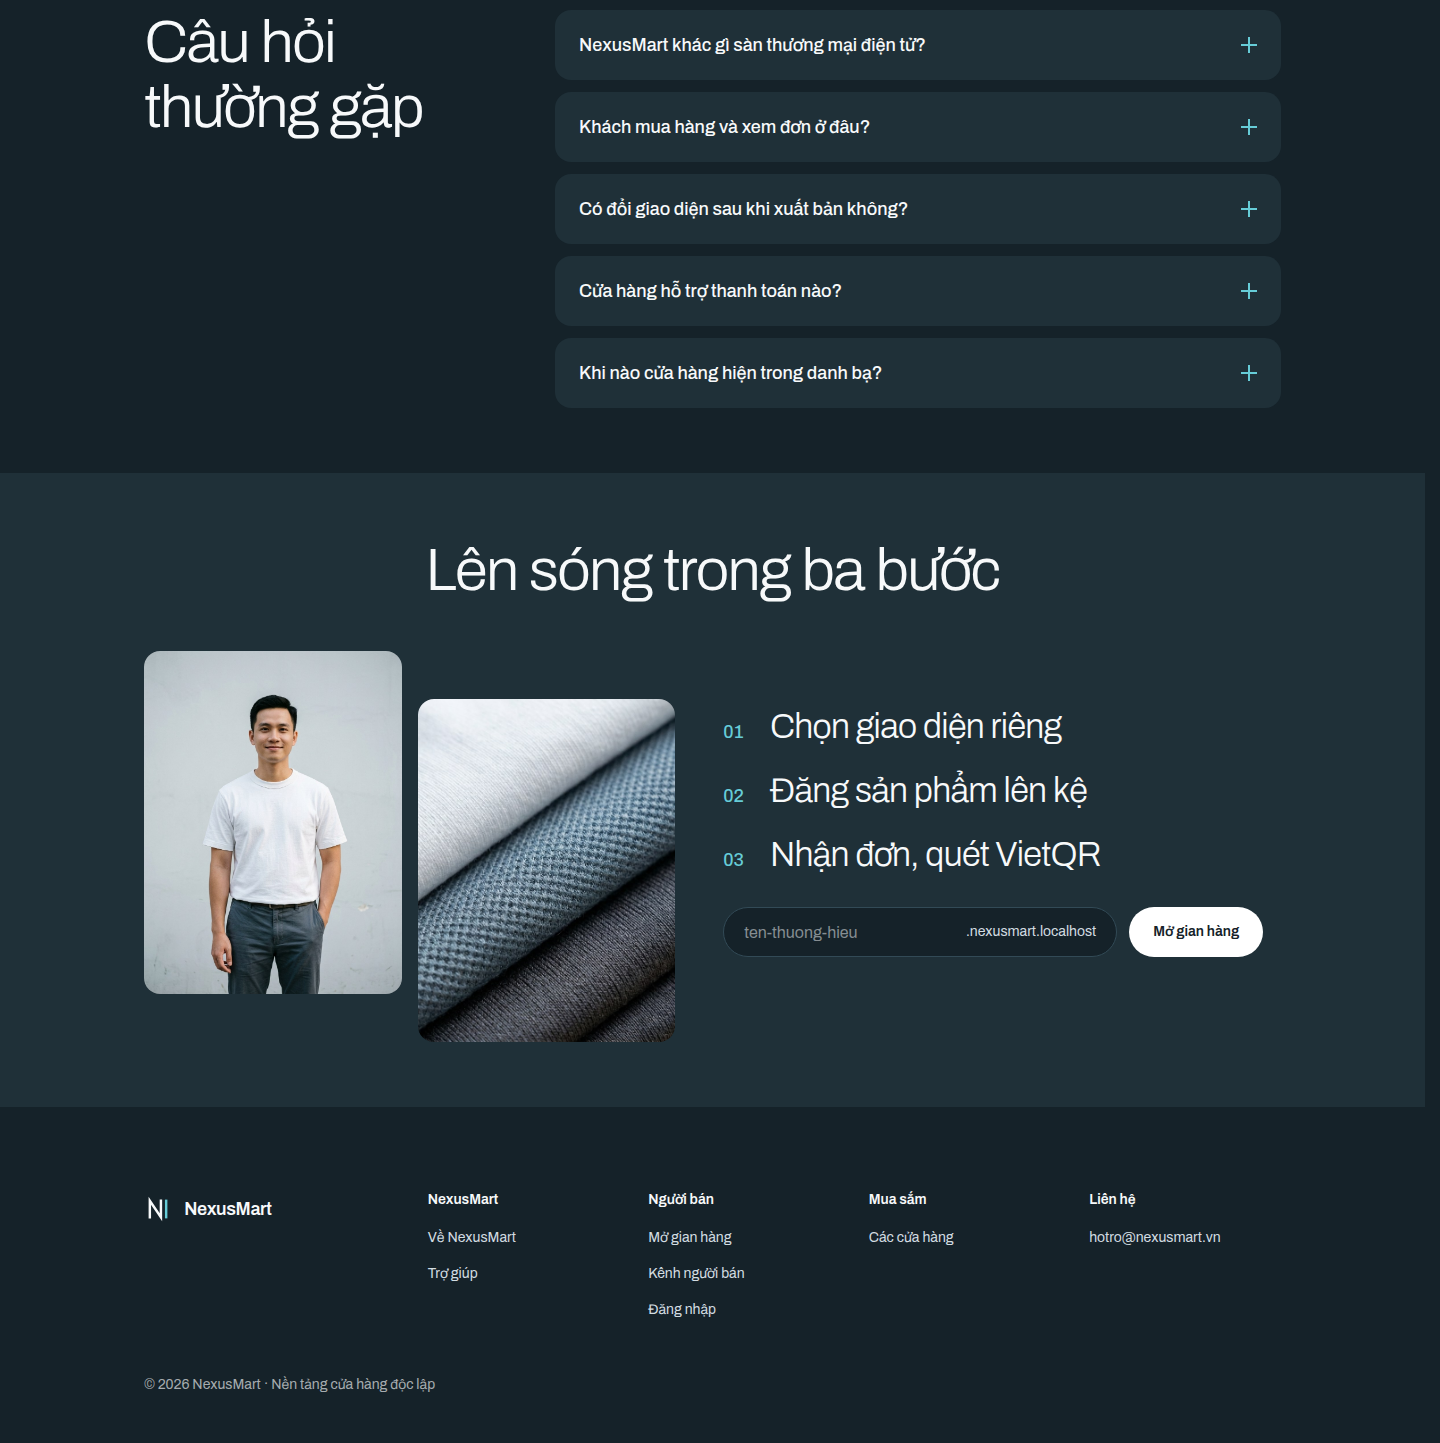 Câu hỏi
thường gặp
NexusMart khác gì sàn thương mại điện tử?
Khách mua hàng và xem đơn ở đâu?
Có đổi giao diện sau khi xuất bản không?
Cửa hàng hỗ trợ thanh toán nào?
Khi nào cửa hàng hiện trong danh bạ?
Lên sóng trong ba bước
01 Chọn giao diện riêng
02 Đăng sản phẩm lên kệ
03 Nhận đơn, quét VietQR
ten-thuong-hieu .nexusmart.localhost Mở gian hàng
NexusMart
NexusMart
Về NexusMart
Trợ giúp
Người bán
Mở gian hàng
Kênh người bán
Đăng nhập
Mua sắm
Các cửa hàng
Liên hệ
hotro@nexusmart.vn
© 2026 NexusMart · Nền tảng cửa hàng độc lập